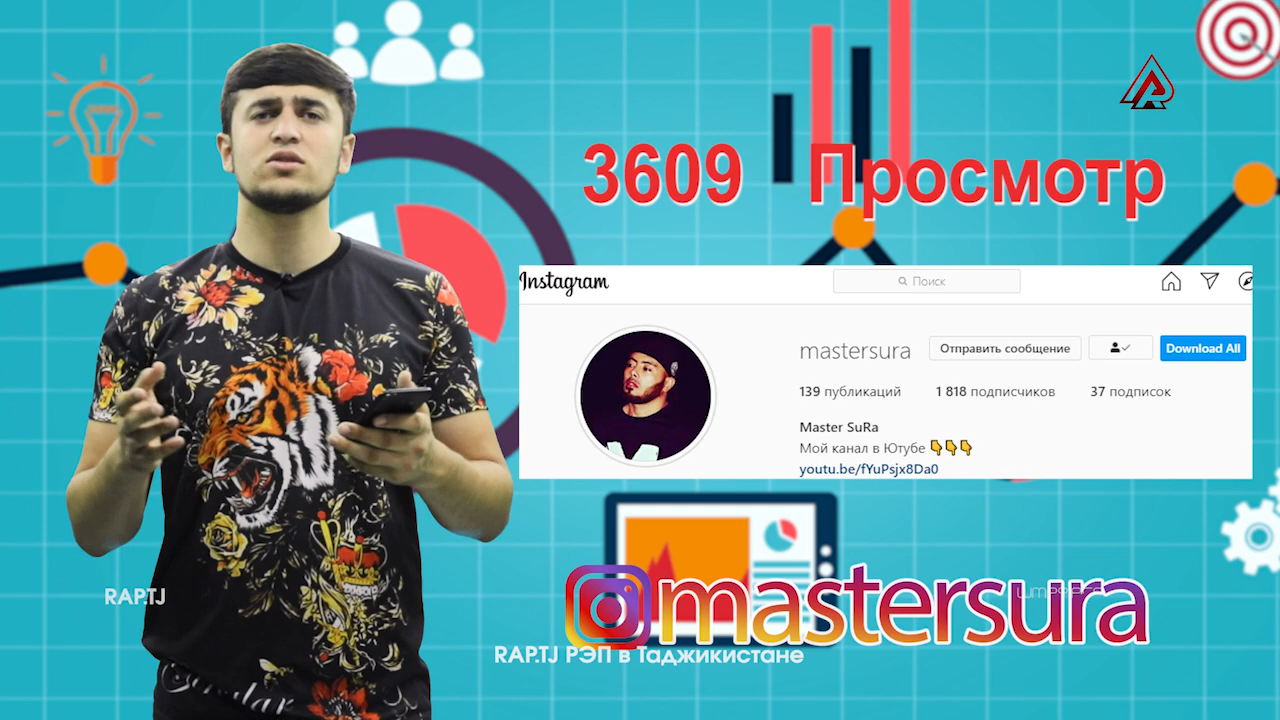 3609 Просмотр
Instagram
Поиск
mastersura
Отправить сообщение
Download All
139 публикаций
1 818 подписчиков
37 подписок
Master SuRa
Мой канал в Ютубе 👇👇👇
youtu.be/fYuPsjx8Da0
mastersura
RAP.TJ
RAP.TJ РЭП в Таджикистане